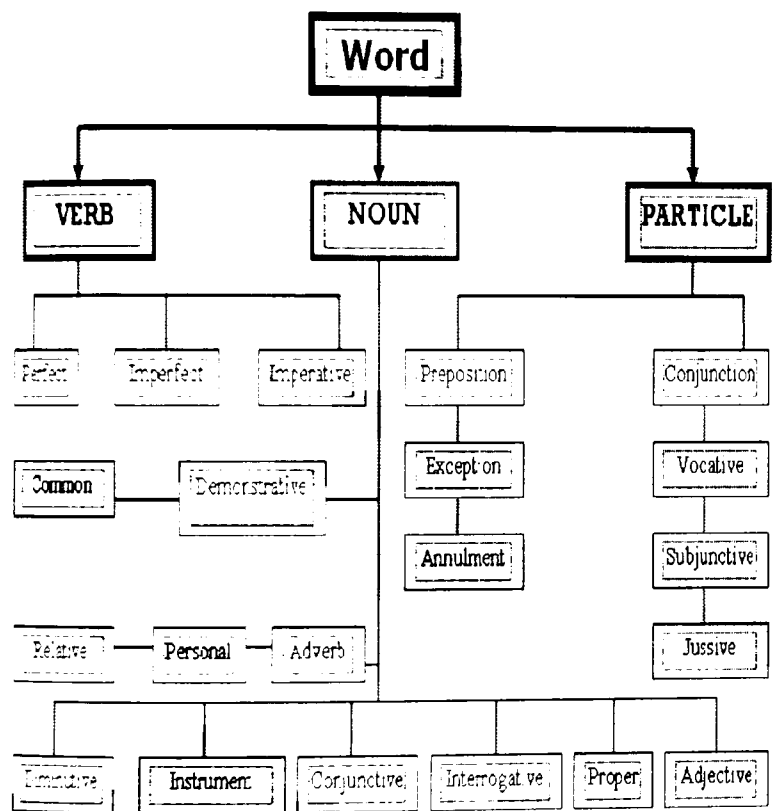 Word
VERB NOUN PARTICLE
Perfect Imperfect Imperative Preposition Conjunction
Common Demonstrative Exception Vocative
Annulment Subjunctive
Relative Personal Adverb Jussive
Diminutive Instrument Conjunctive Interrogative Proper Adjective